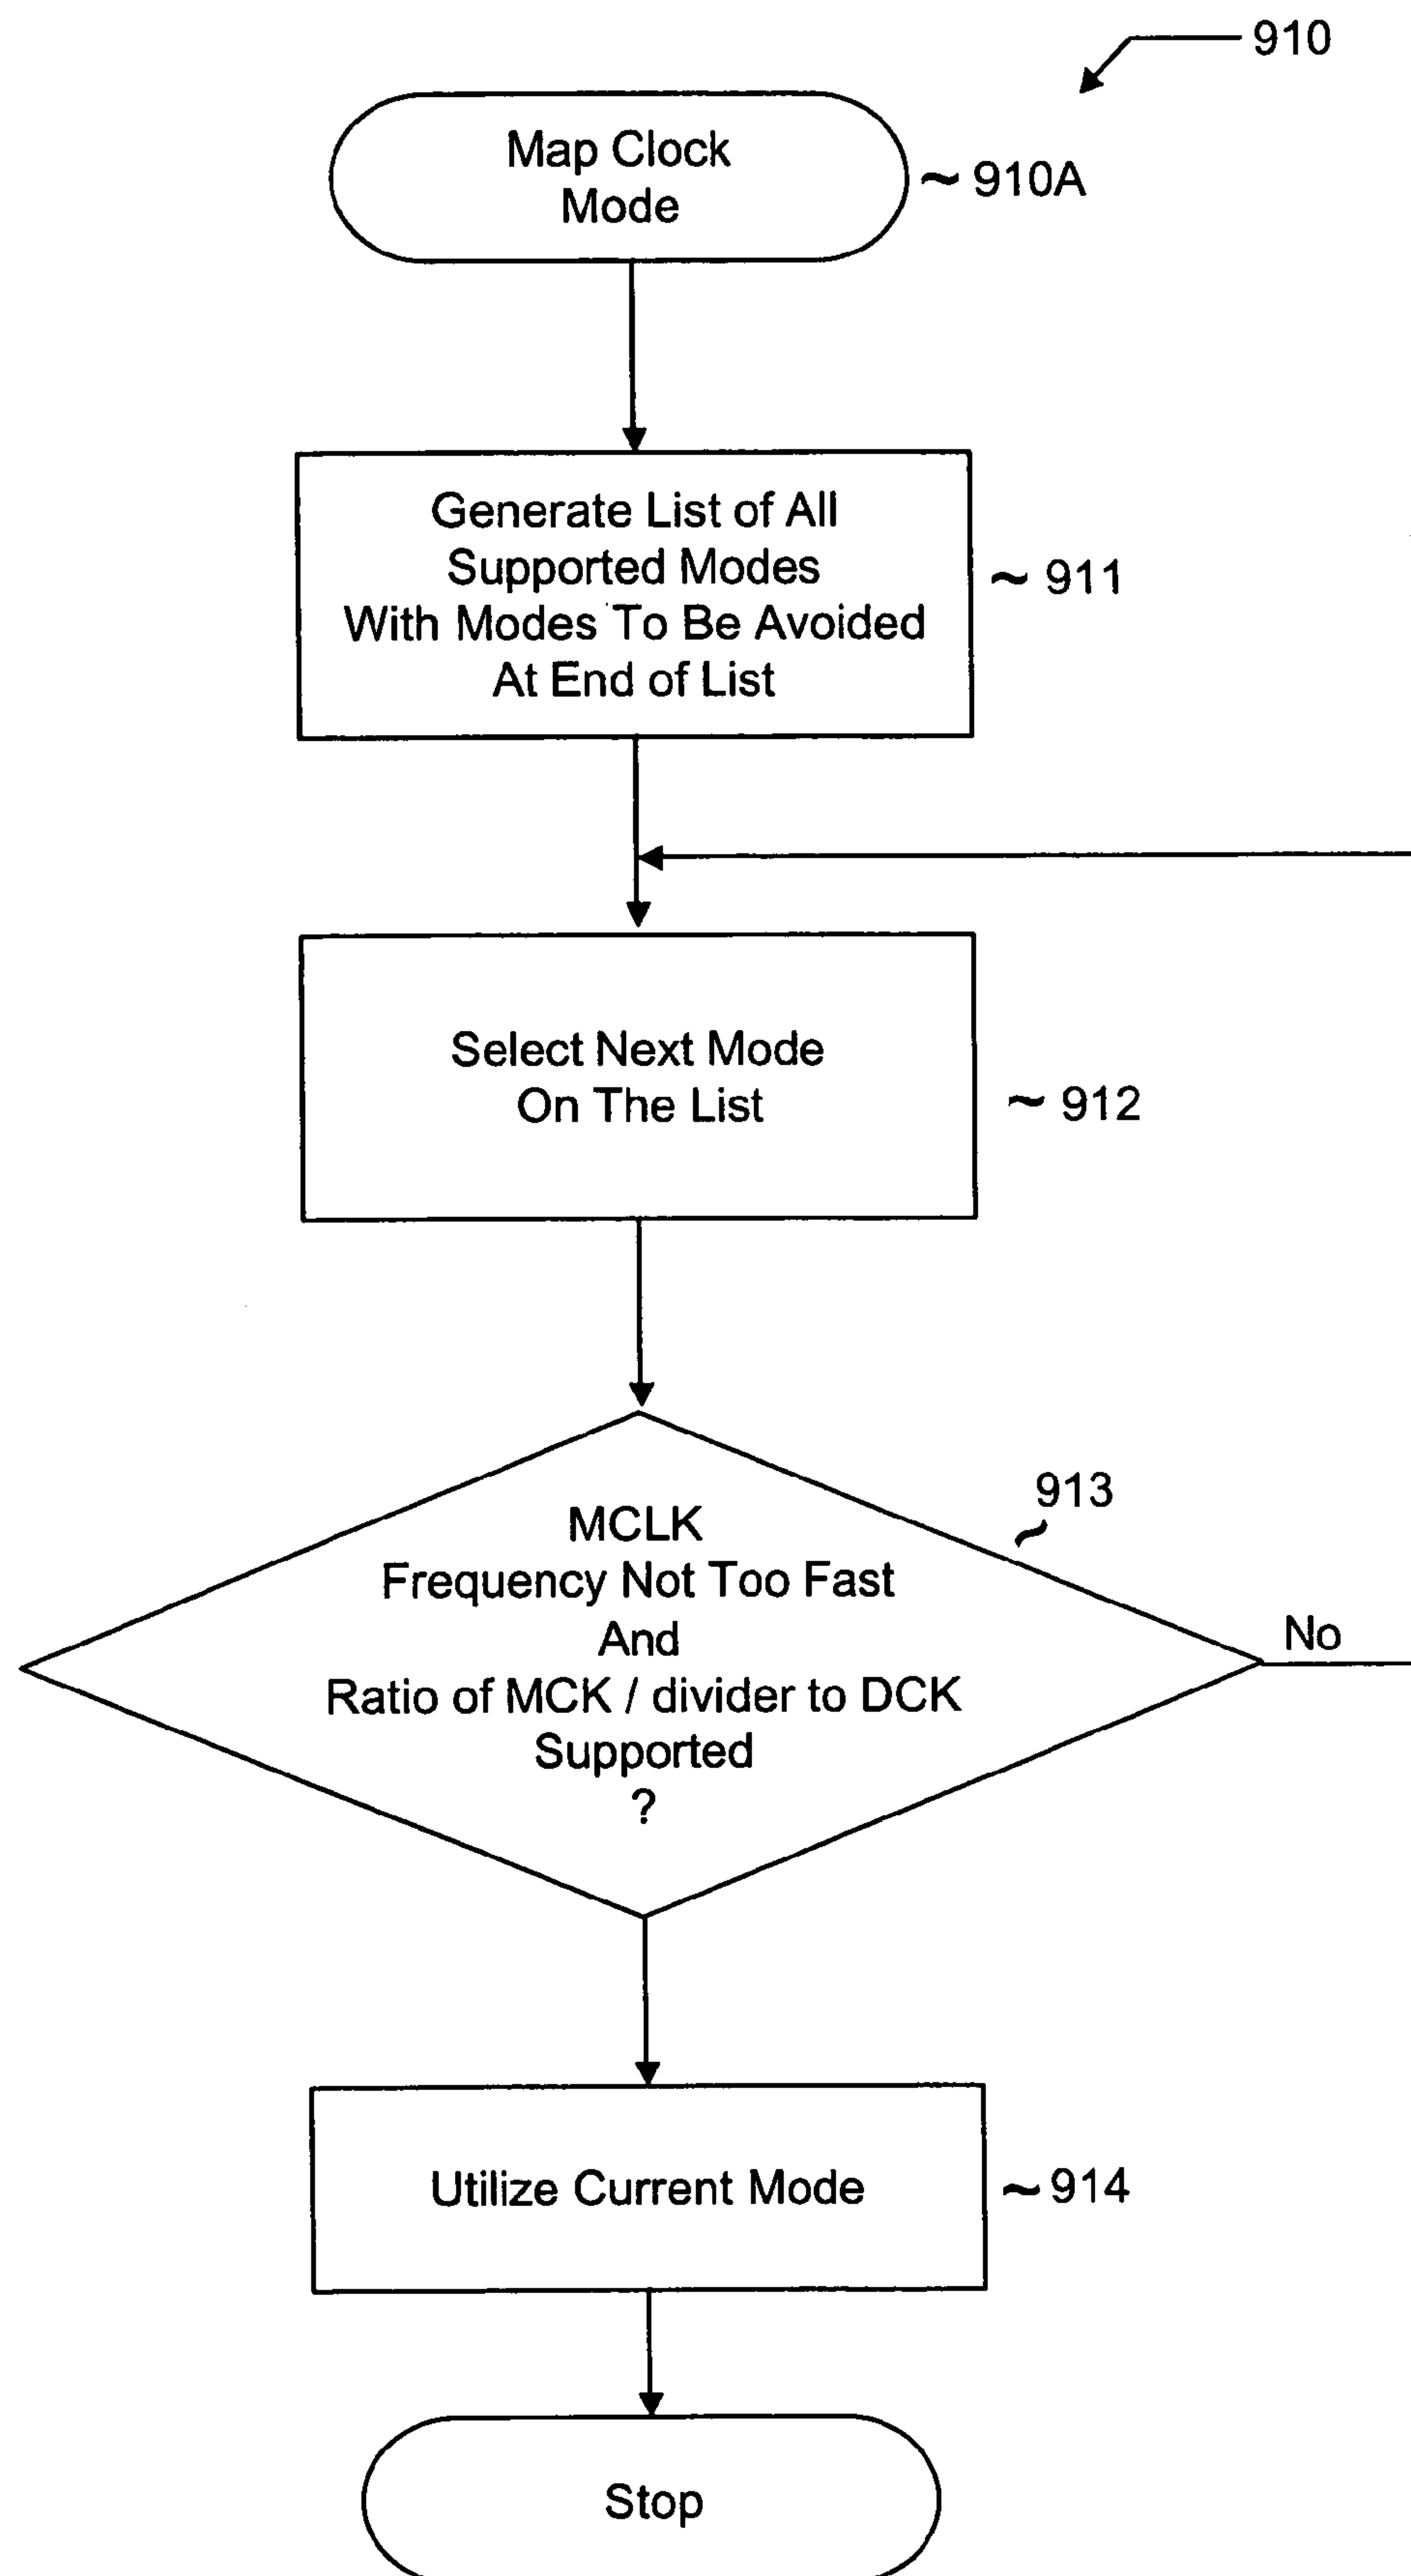 910
Map Clock
Mode
~ 910A
Generate List of All
Supported Modes
With Modes To Be Avoided
At End of List
~ 911
Select Next Mode
On The List
~ 912
913
~
MCLK
Frequency Not Too Fast
And
Ratio of MCK / divider to DCK
Supported
?
No
Utilize Current Mode
~ 914
Stop